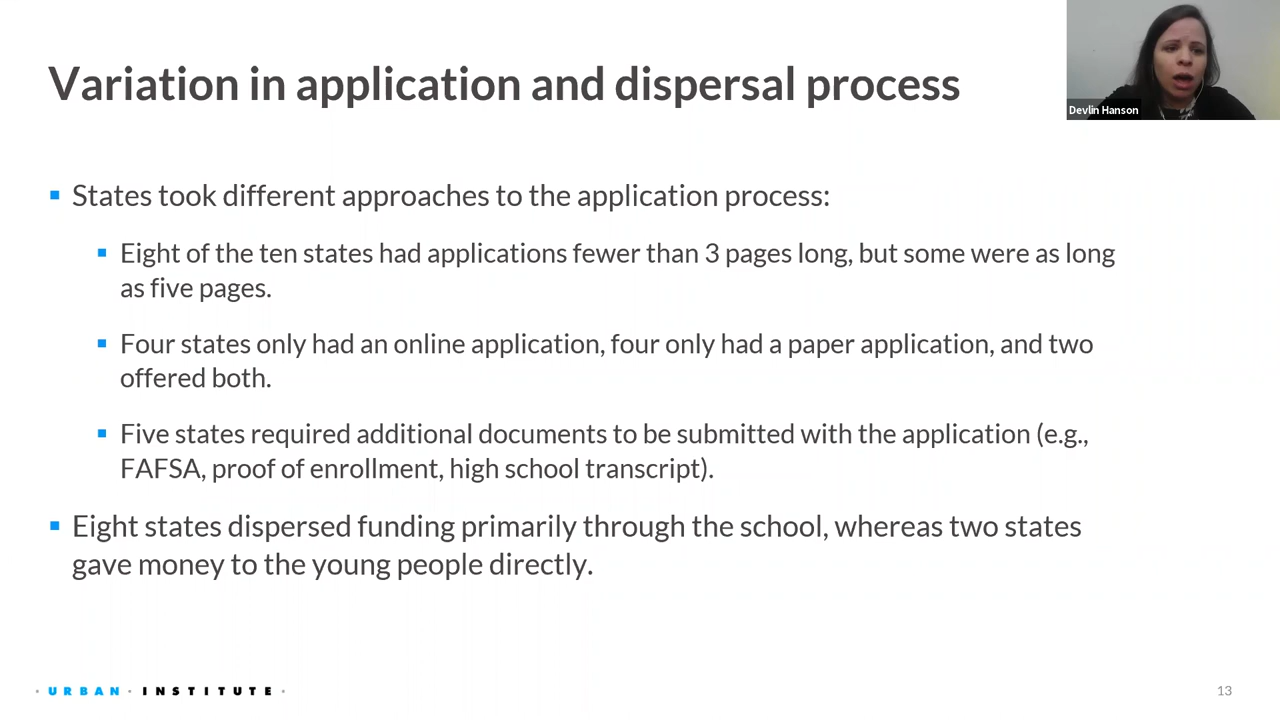 Variation in application and dispersal process
Devlin Hanson
▪ States took different approaches to the application process:
▪ Eight of the ten states had applications fewer than 3 pages long, but some were as long
as five pages.
▪ Four states only had an online application, four only had a paper application, and two
offered both.
▪ Five states required additional documents to be submitted with the application (e.g.,
FAFSA, proof of enrollment, high school transcript).
▪ Eight states dispersed funding primarily through the school, whereas two states
gave money to the young people directly.
· URBAN · INSTITUTE ·
13